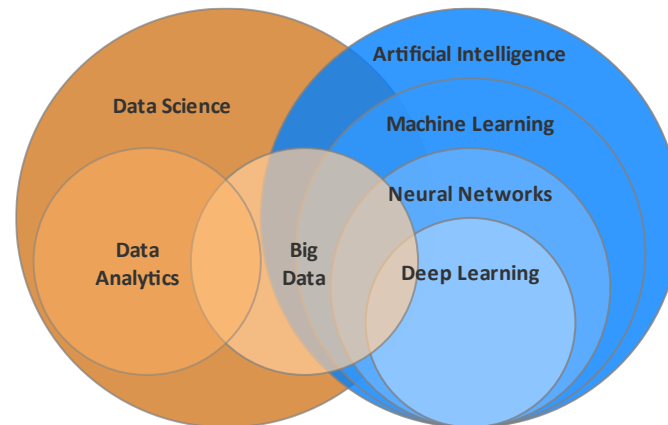 Artificial Intelligence
Data Science
Machine Learning
Neural Networks
Data
Analytics
Big
Data
Deep Learning